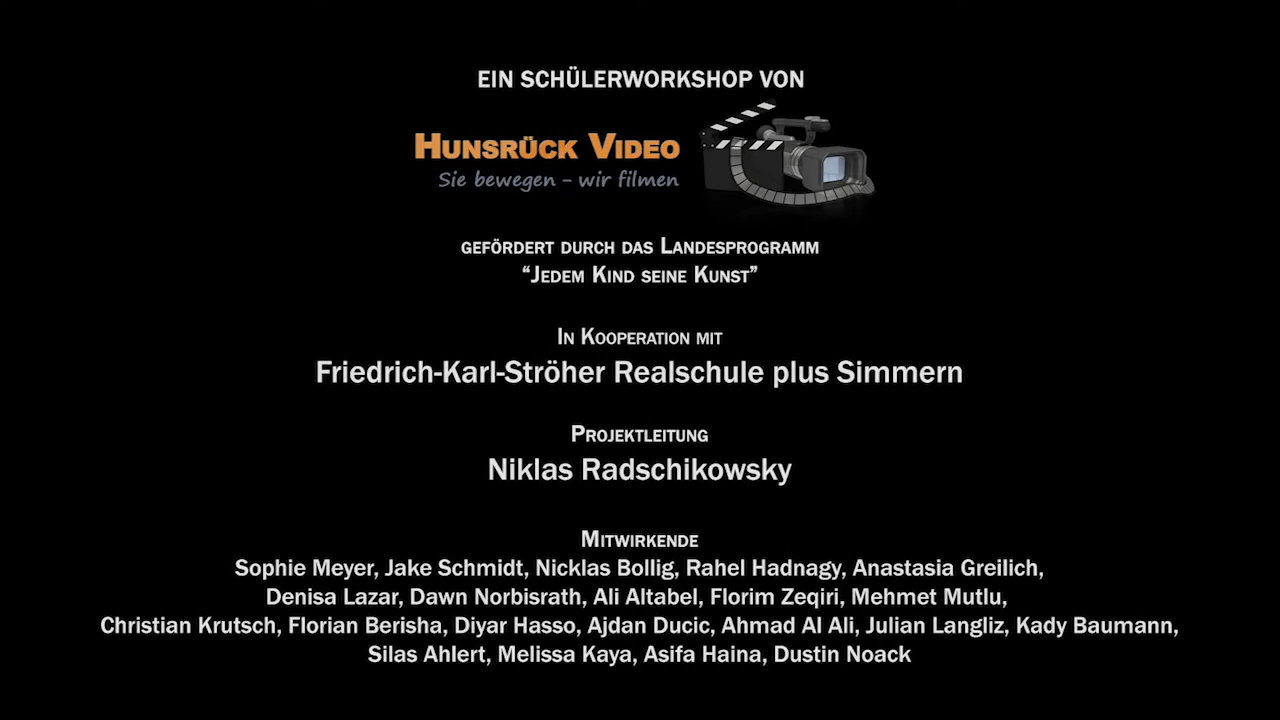 EIN SCHÜLERWORKSHOP VON
HUNSRÜCK VIDEO
Sie bewegen – wir filmen
GEFÖRDERT DURCH DAS LANDESPROGRAMM
“JEDEM KIND SEINE KUNST”
IN KOOPERATION MIT
Friedrich-Karl-Ströher Realschule plus Simmern
PROJEKTLEITUNG
Niklas Radschikowsky
MITWIRKENDE
Sophie Meyer, Jake Schmidt, Nicklas Bollig, Rahel Hadnagy, Anastasia Greilich,
Denisa Lazar, Dawn Norbisrath, Ali Altabel, Florim Zeqiri, Mehmet Mutlu,
Christian Krutsch, Florian Berisha, Diyar Hasso, Ajdan Ducic, Ahmad Al Ali, Julian Langliz, Kady Baumann,
Silas Ahlert, Melissa Kaya, Asifa Haina, Dustin Noack